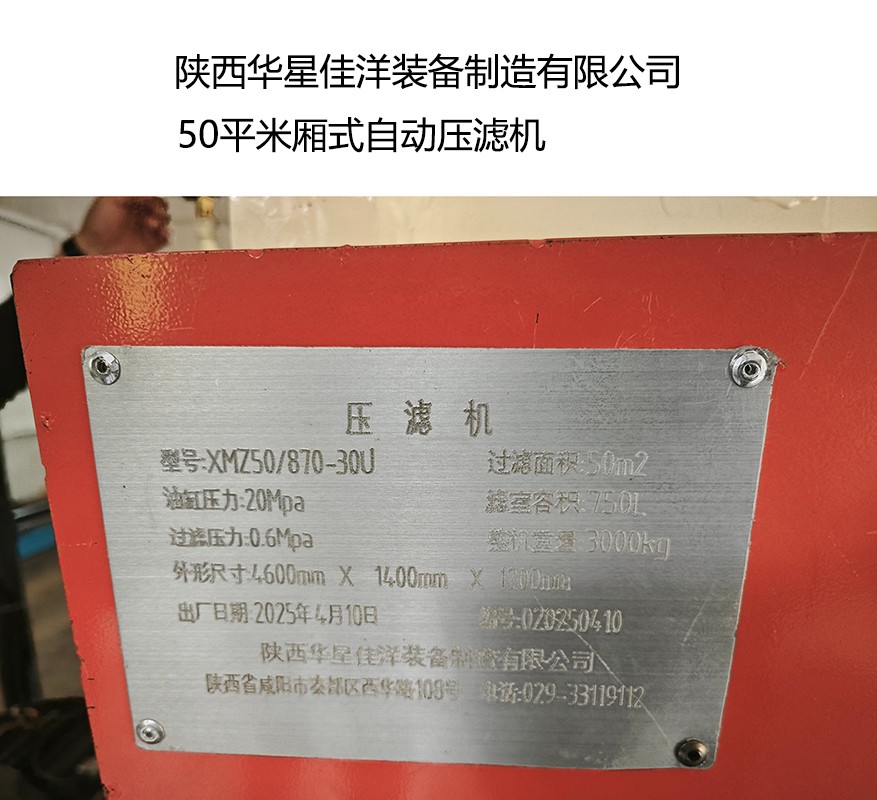 陕西华星佳洋装备制造有限公司
50平米厢式自动压滤机
压滤机
型号:XMZ50/870-30U 过滤面积:50m2
油缸压力:20Mpa 滤室容积:750L
过滤压力:0.6Mpa 整机重量:3000kg
外形尺寸:4600mm X 1400mm X 1200mm
出厂日期:2025年4月10日 编号:020250410
陕西华星佳洋装备制造有限公司
陕西省咸阳市秦都区西华路108号 电话:029-33119112